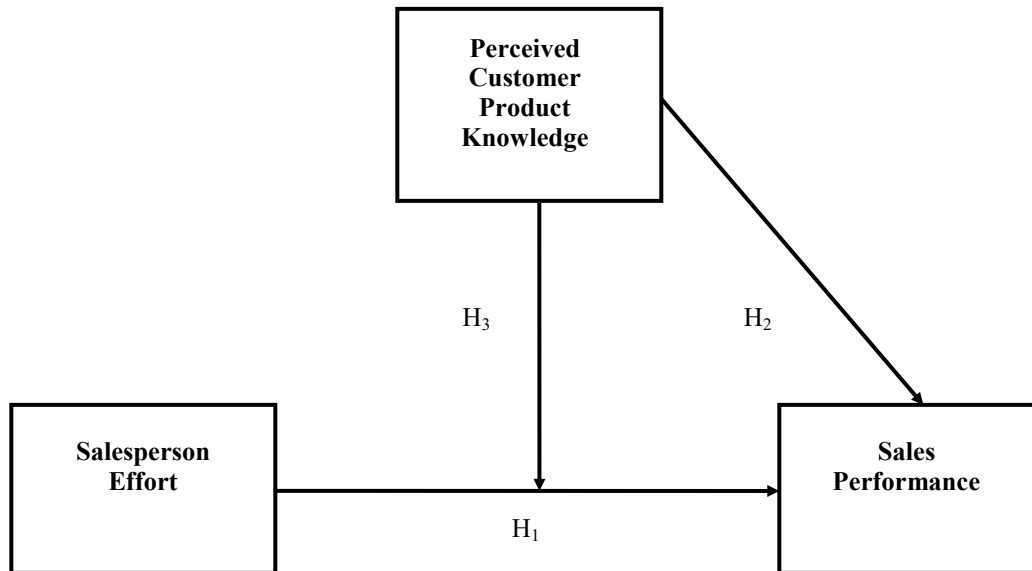 Perceived
Customer
Product
Knowledge
H₃
H₂
Salesperson
Effort
Sales
Performance
H₁